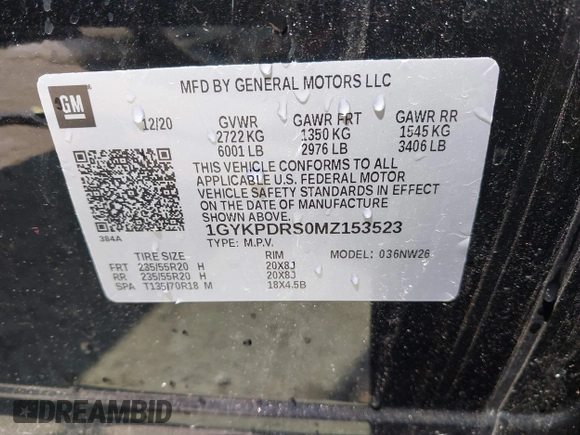 MFD BY GENERAL MOTORS LLC
GM
12/20 GVWR GAWR FRT GAWR RR
2722 KG 1350 KG 1545 KG
6001 LB 2976 LB 3406 LB
THIS VEHICLE CONFORMS TO ALL
APPLICABLE U.S. FEDERAL MOTOR
VEHICLE SAFETY STANDARDS IN EFFECT
ON THE DATE OF MANUFACTURE
SHOWN ABOVE.
384A
1GYKPDRS0MZ153523
TYPE: M.P.V. MODEL: 036NW26
TIRE SIZE RIM
FRT 235/55R20 H 20X8J
RR 235/55R20 H 20X8J
SPA T135/70R18 M 18X4.5B
DREAMBID